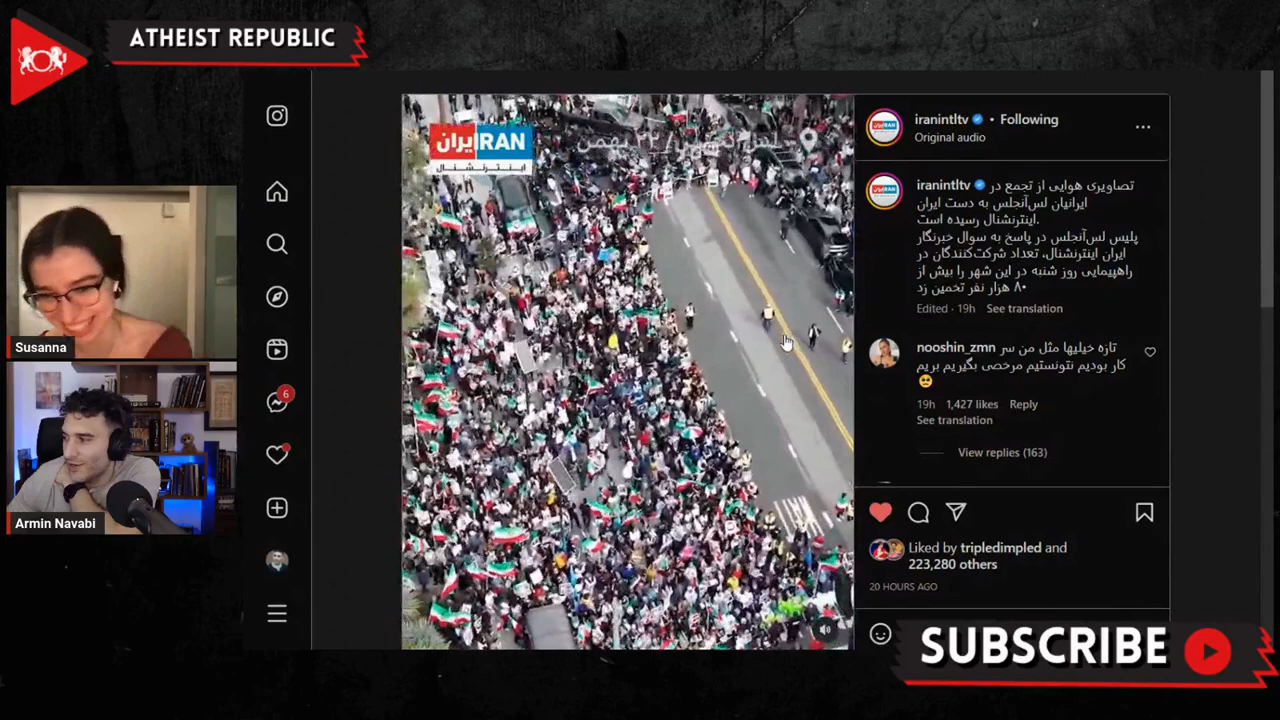 ATHEIST REPUBLIC
ایران IRAN
اینترنشنال
iranintltv • Following
Original audio
iranintltv تصاویری هوایی از تجمع در
ایرانیان لس‌آنجلس به دست ایران
اینترنشنال رسیده است.
پلیس لس‌آنجلس در پاسخ به سوال خبرنگار
ایران اینترنشنال، تعداد شرکت‌کنندگان در
راهپیمایی روز شنبه در این شهر را بیش از
۸۰ هزار نفر تخمین زد
Edited · 19h See translation
nooshin_zmn تازه خیلیها مثل من سر
کار بودیم نتونستیم مرخصی بگیریم بریم
19h 1,427 likes Reply
See translation
View replies (163)
Liked by tripledimpled and
223,280 others
20 HOURS AGO
6
Susanna
Armin Navabi
SUBSCRIBE